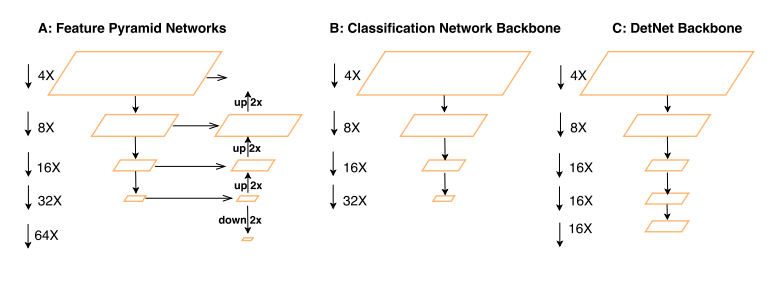 A: Feature Pyramid Networks
B: Classification Network Backbone
C: DetNet Backbone
4X
8X
16X
32X
64X
up 2x
up 2x
up 2x
down 2x
4X
8X
16X
32X
4X
8X
16X
16X
16X